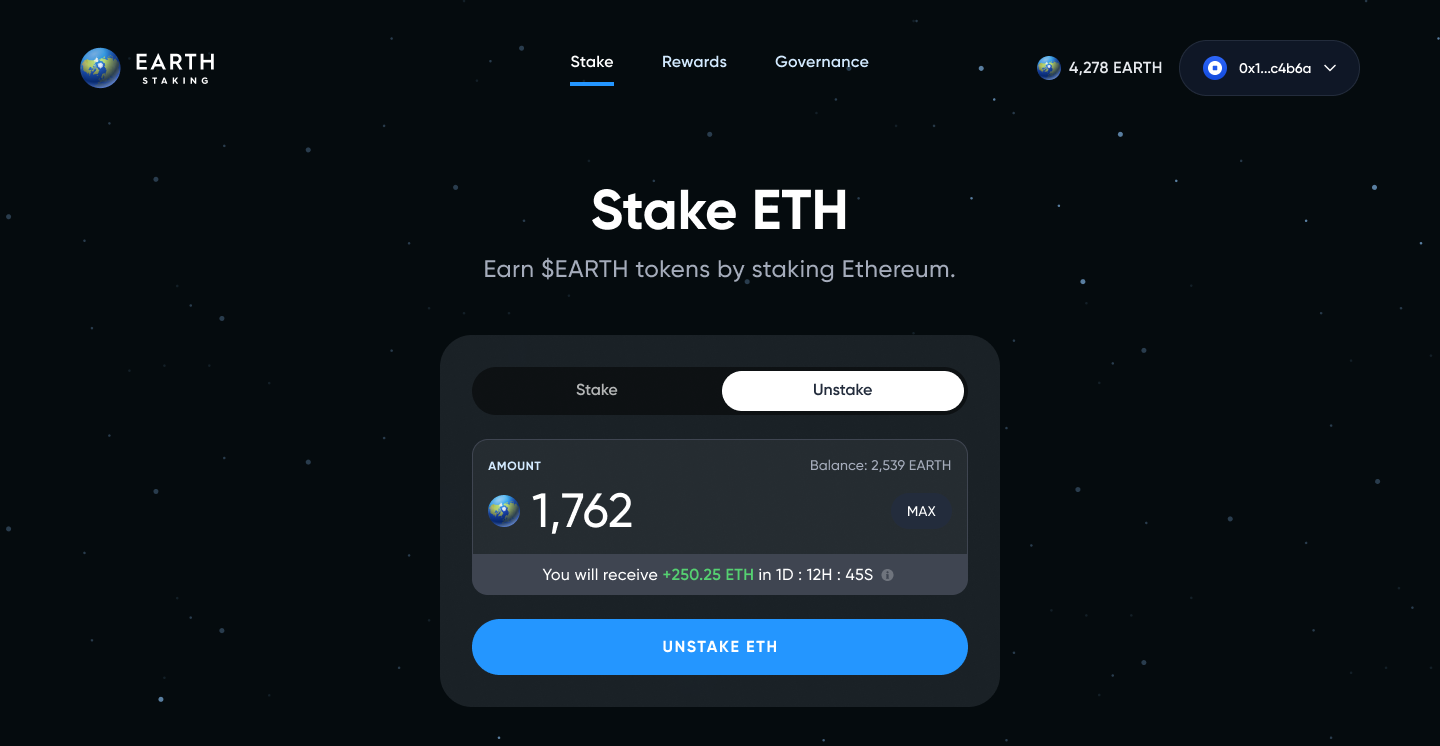 EARTH
STAKING
Stake Rewards Governance
4,278 EARTH
0x1...c4b6a
Stake ETH
Earn $EARTH tokens by staking Ethereum.
Stake Unstake
AMOUNT Balance: 2,539 EARTH
1,762 MAX
You will receive +250.25 ETH in 1D : 12H : 45S
UNSTAKE ETH